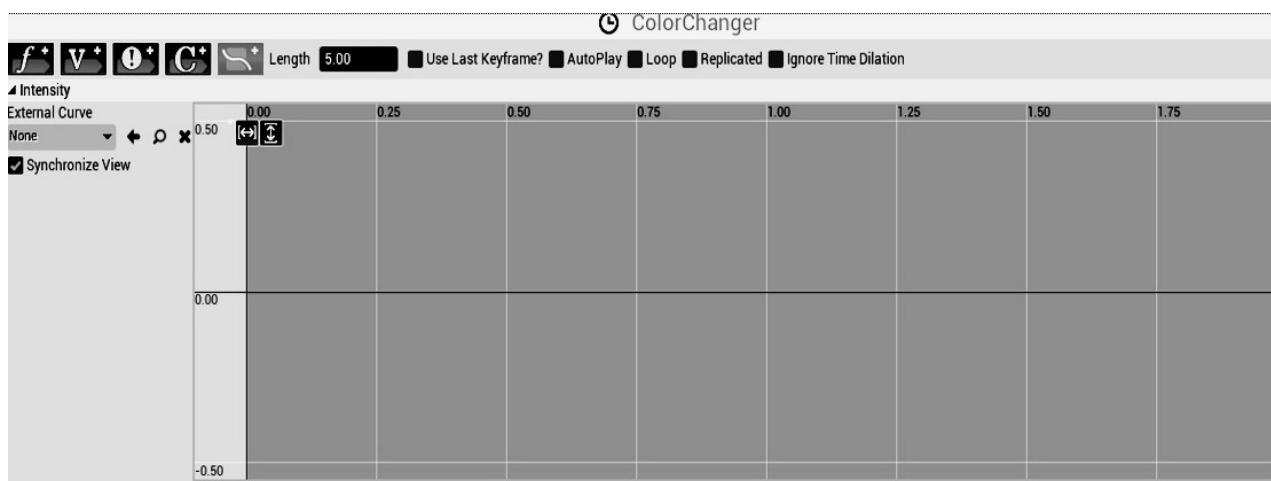 ColorChanger
f+ V+ !+ C+ + Length 5.00 Use Last Keyframe? AutoPlay Loop Replicated Ignore Time Dilation
Intensity
External Curve
0.00 0.25 0.50 0.75 1.00 1.25 1.50 1.75
None
0.50
Synchronize View
0.00
-0.50